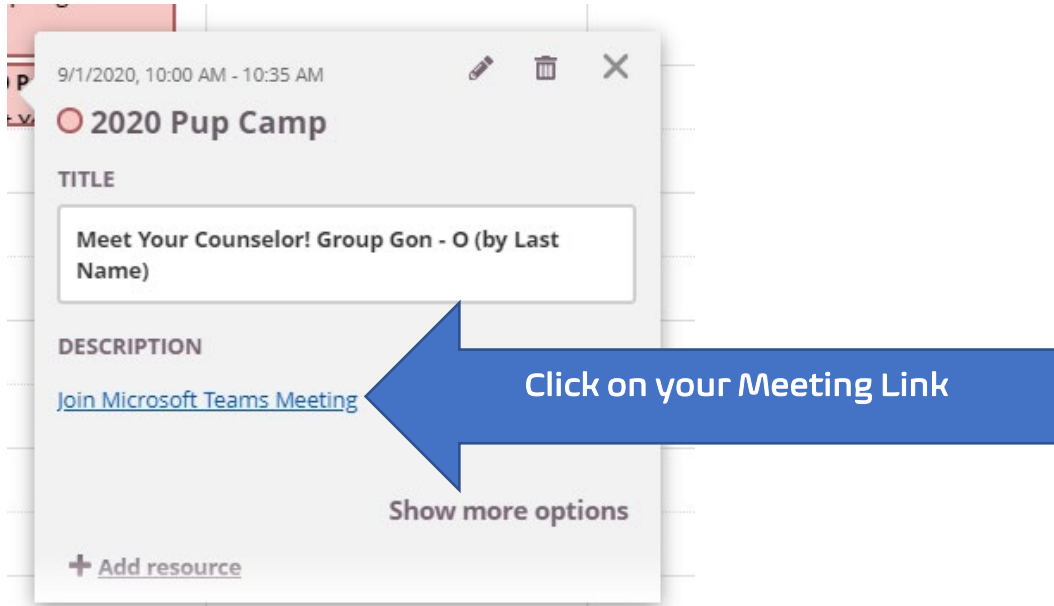 9/1/2020, 10:00 AM - 10:35 AM
2020 Pup Camp
TITLE
Meet Your Counselor! Group Gon - O (by Last
Name)
DESCRIPTION
Join Microsoft Teams Meeting
Click on your Meeting Link
Show more options
+ Add resource